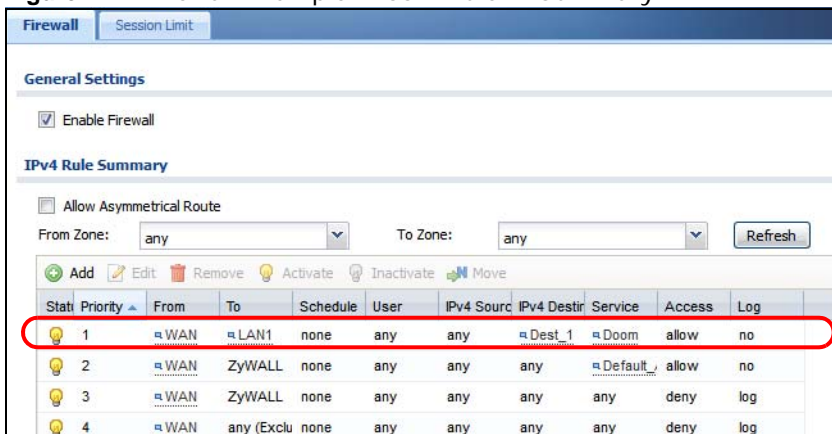 Firewall Session Limit
General Settings
Enable Firewall
IPv4 Rule Summary
Allow Asymmetrical Route
From Zone: any To Zone: any Refresh
Add Edit Remove Activate Inactivate Move
Stat Priority From To Schedule User IPv4 Sourc IPv4 Destin Service Access Log
1 WAN LAN1 none any any Dest_1 Doom allow no
2 WAN ZyWALL none any any any Default_ allow no
3 WAN ZyWALL none any any any any deny log
4 WAN any (Exclu none any any any any deny log